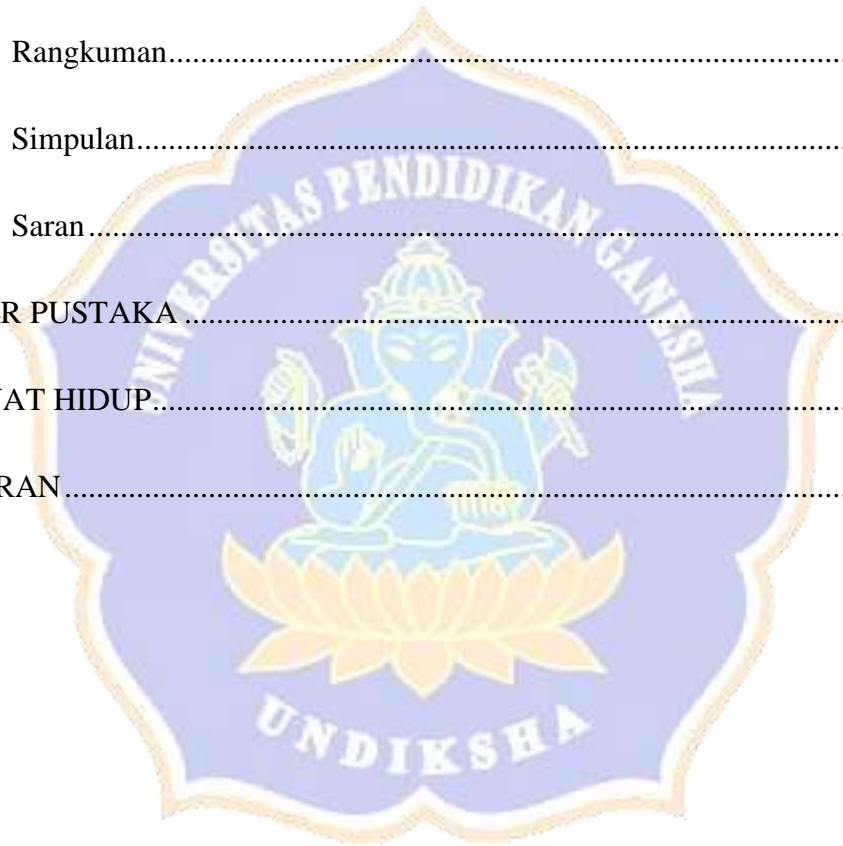 Rangkuman
Simpulan
Saran
R PUSTAKA
AT HIDUP
RAN
UNIVERSITAS PENDIDIKAN GANESHA
UNDIKSHA